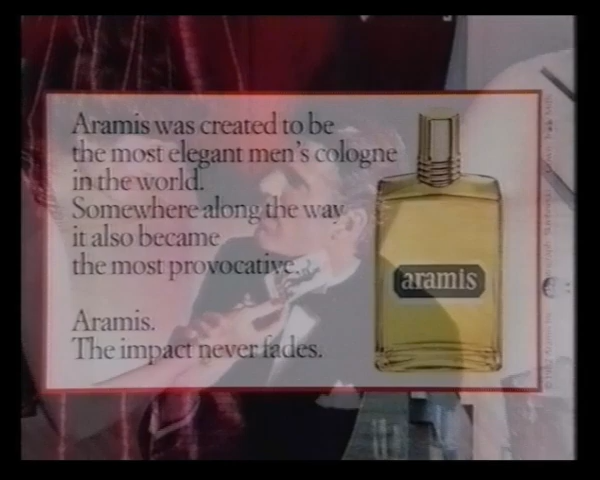 Aramis was created to be
the most elegant men's cologne
in the world.
Somewhere along the way
it also became
the most provocative.
Aramis.
The impact never fades.
aramis